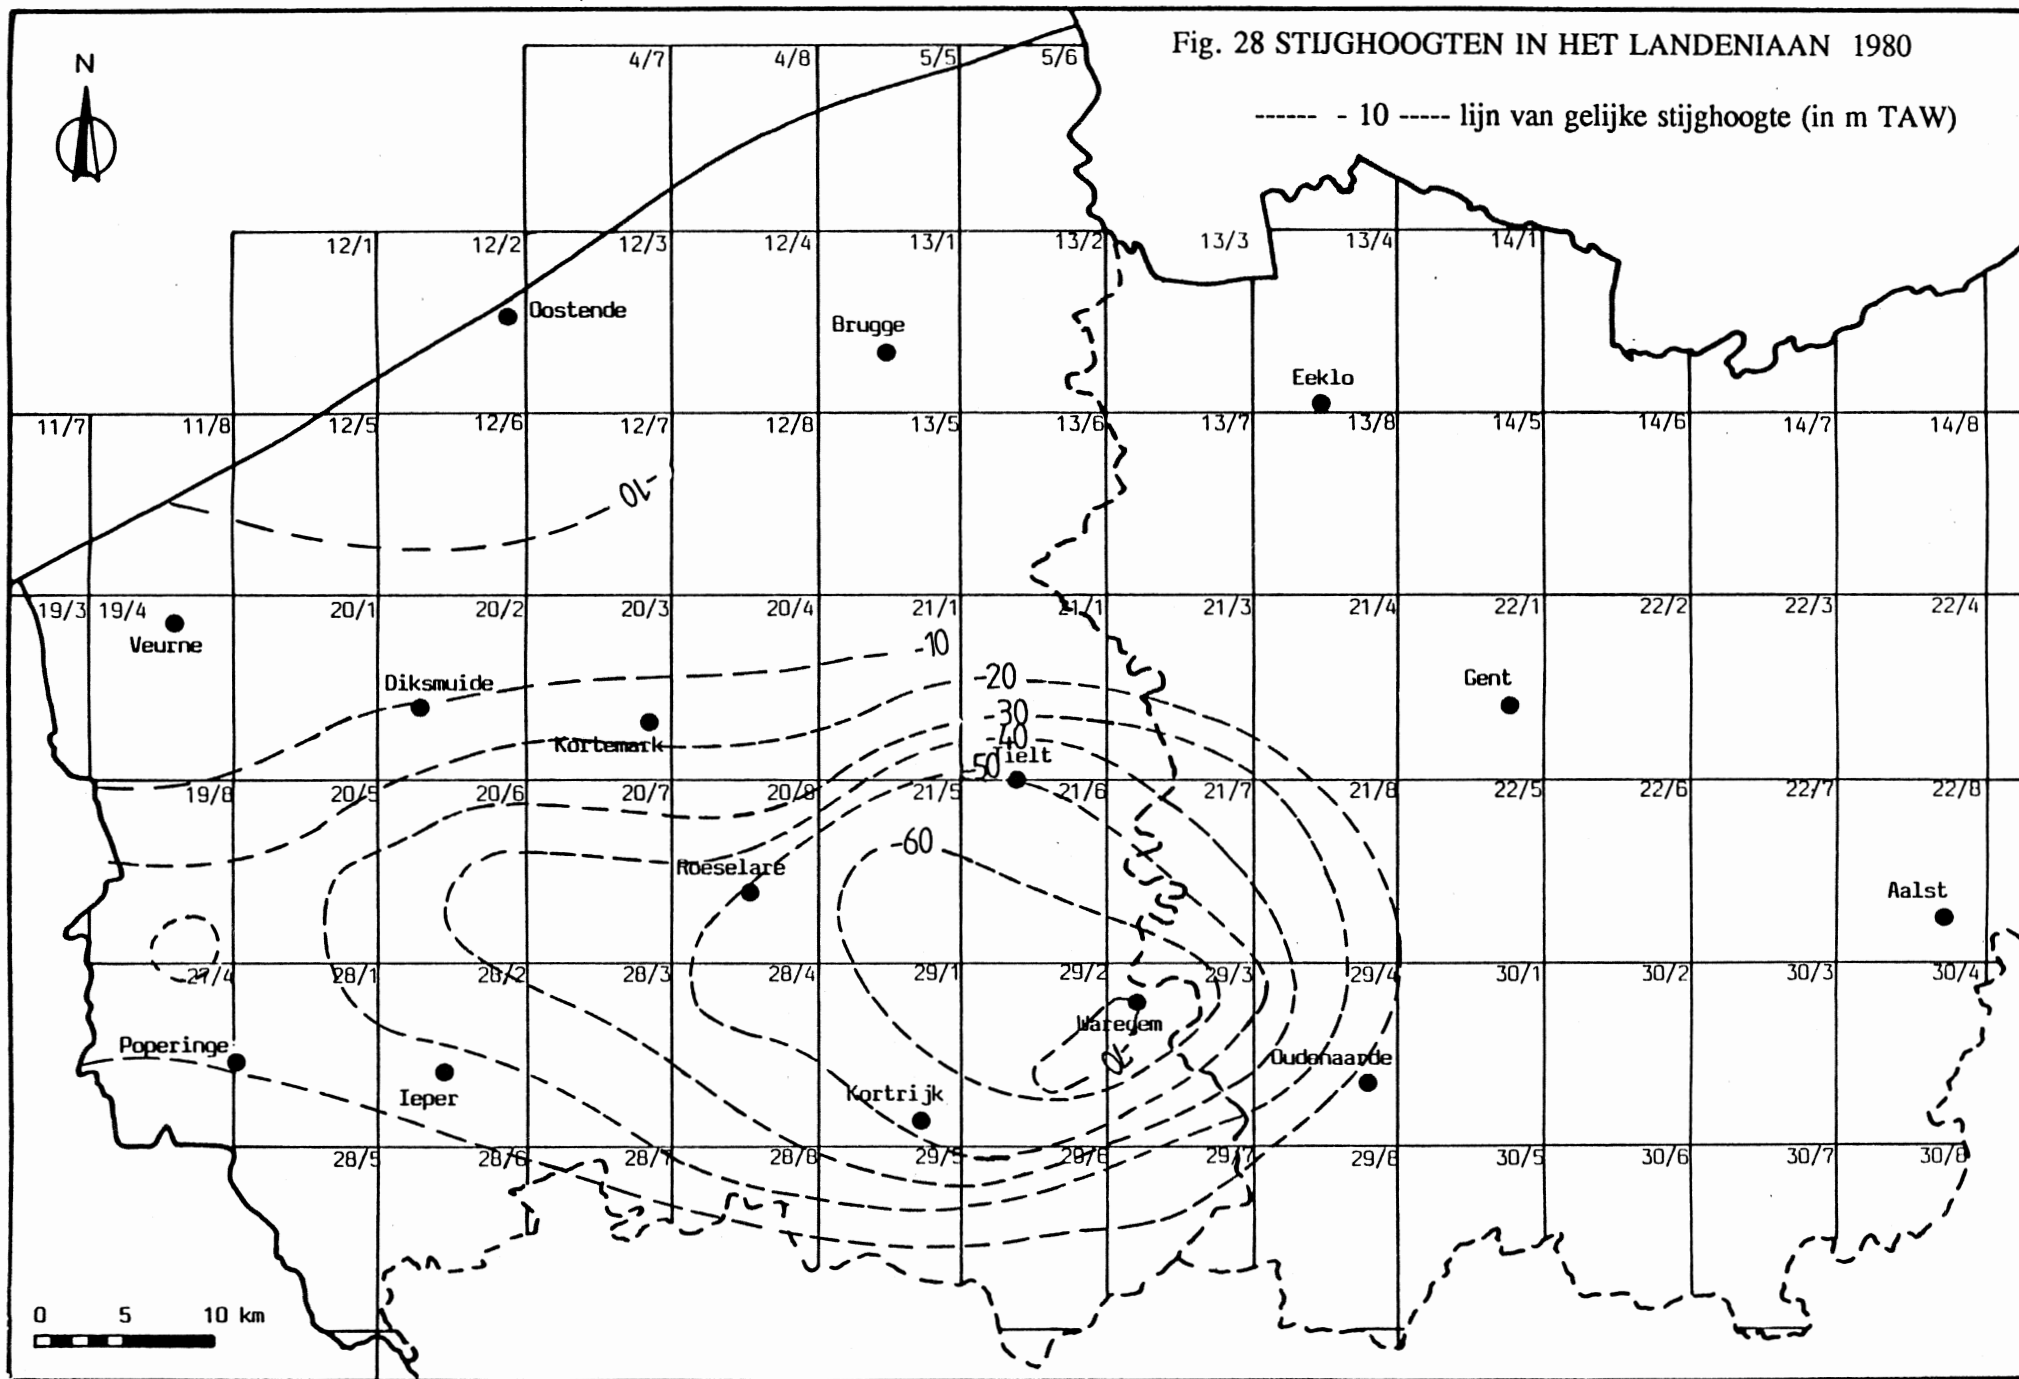 Fig. 28 STIJGHOOGTEN IN HET LANDENIAAN 1980
------ - 10 ----- lijn van gelijke stijghoogte (in m TAW)
N
4/7 4/8 5/5 5/6
12/1 12/2 12/3 12/4 13/1 13/2 13/3 13/4 14/1
Oostende
Brugge
Eeklo
11/7 11/8 12/5 12/6 12/7 12/8 13/5 13/6 13/7 13/8 14/5 14/6 14/7 14/8
-10
19/3 19/4 20/1 20/2 20/3 20/4 21/1 21/1 21/3 21/4 22/1 22/2 22/3 22/4
Veurne
-10
-20
Diksmuide
Gent
-30
-40
Kortemark
Tielt
-50
19/8 20/5 20/6 20/7 20/8 21/5 21/6 21/7 21/8 22/5 22/6 22/7 22/8
-60
Roeselare
Aalst
27/4 28/1 28/2 28/3 28/4 29/1 29/2 29/3 29/4 30/1 30/2 30/3 30/4
Waregem
Poperinge
-70
Oudenaarde
Ieper
Kortrijk
28/5 28/6 28/7 28/8 29/5 29/6 29/7 29/8 30/5 30/6 30/7 30/8
0 5 10 km